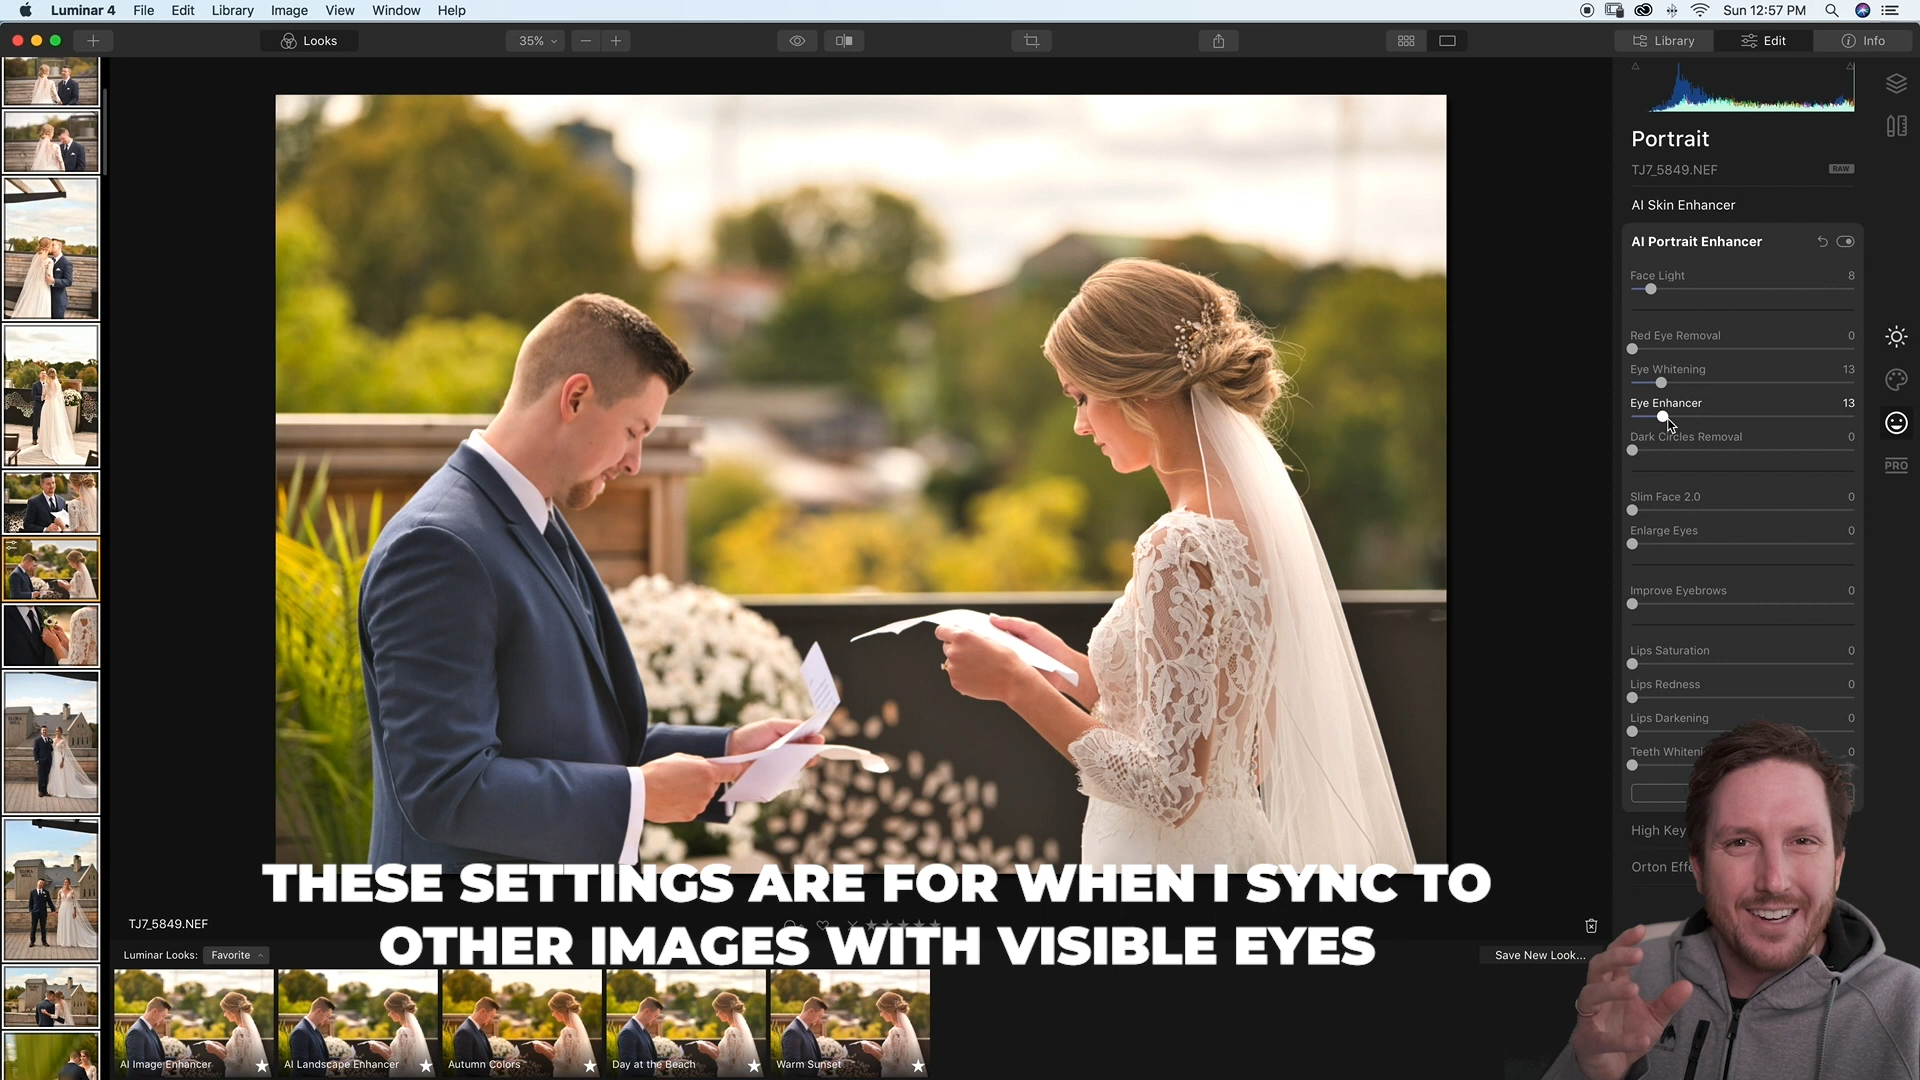 Luminar 4 File Edit Library Image View Window Help
Sun 12:57 PM
Looks
35%
Library
Edit
Info
Portrait
TJ7_5849.NEF
RAW
AI Skin Enhancer
AI Portrait Enhancer
Face Light 8
Red Eye Removal 0
Eye Whitening 13
Eye Enhancer 13
Dark Circles Removal 0
PRO
Slim Face 2.0 0
Enlarge Eyes 0
Improve Eyebrows 0
Lips Saturation 0
Lips Redness 0
Lips Darkening 0
Teeth Whiteni 0
High Key
Orton Effe
THESE SETTINGS ARE FOR WHEN I SYNC TO
OTHER IMAGES WITH VISIBLE EYES
TJ7_5849.NEF
Luminar Looks: Favorite
Save New Look...
AI Image Enhancer
AI Landscape Enhancer
Autumn Colors
Day at the Beach
Warm Sunset